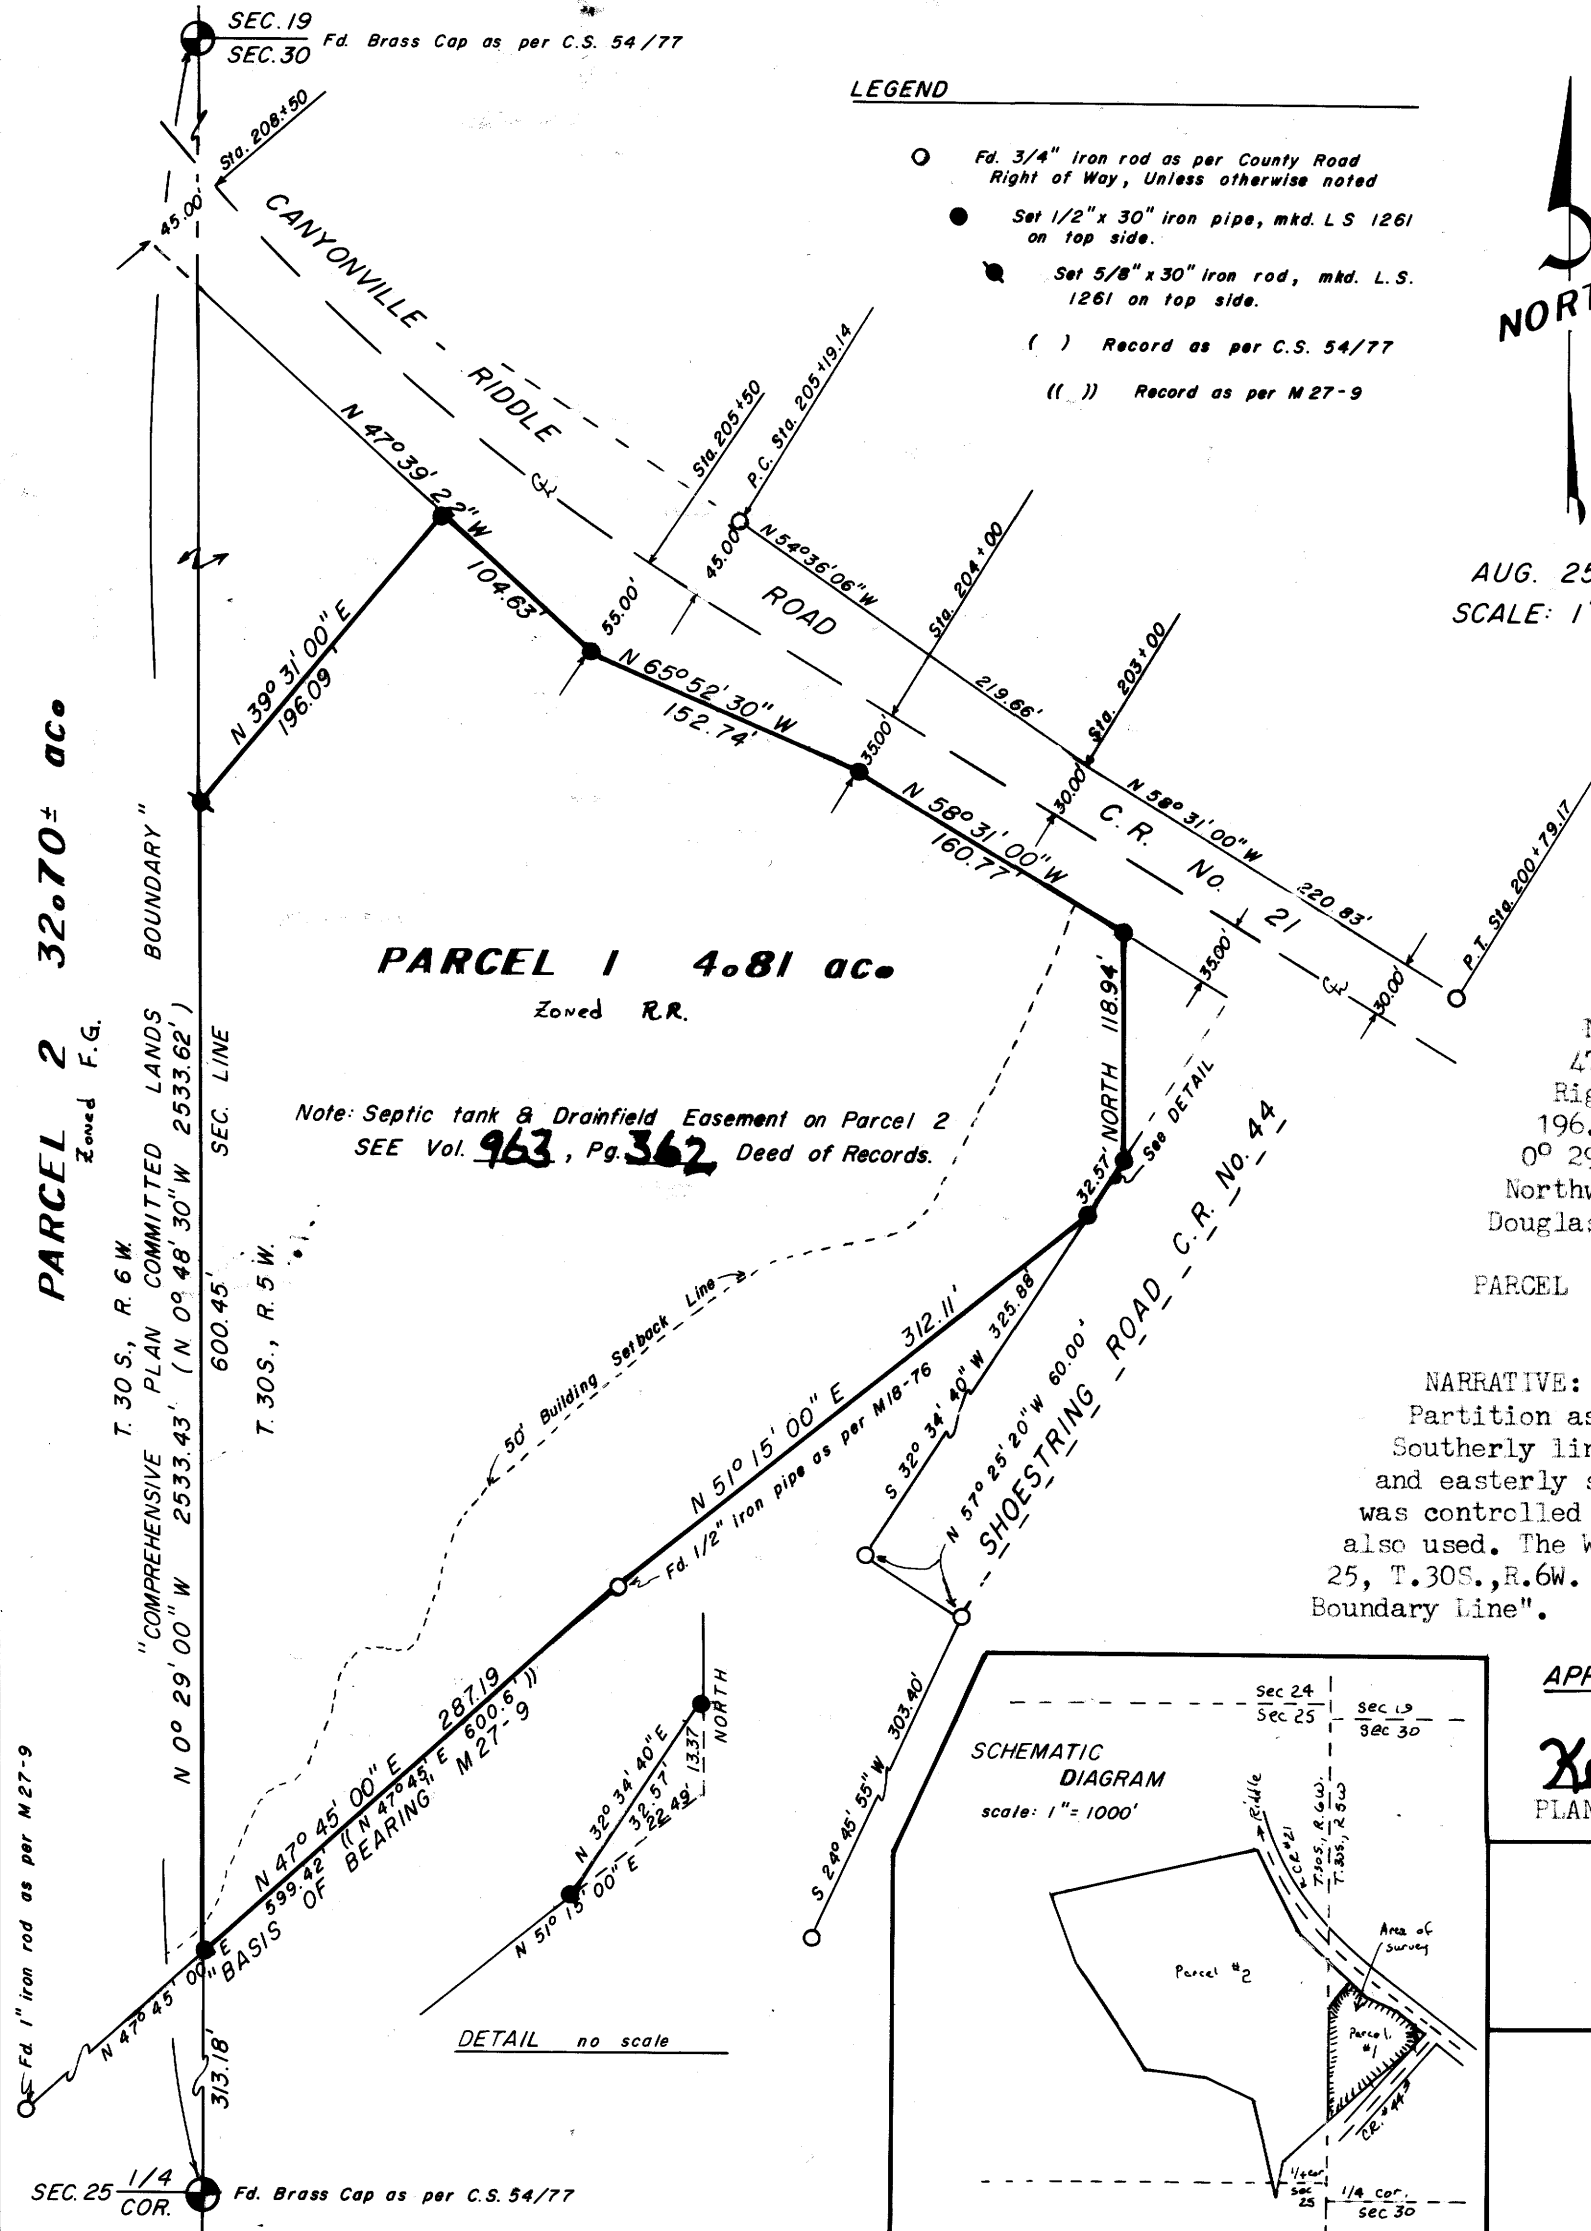 SEC. 19
SEC. 30
Fd. Brass Cap as per C.S. 54/77
Sta. 208+50
45.00'
CANYONVILLE - RIDDLE
ROAD
C. R. No. 21
LEGEND
Fd. 3/4" iron rod as per County Road
Right of Way, Unless otherwise noted
Set 1/2" x 30" iron pipe, mkd. L S 1261
on top side.
Set 5/8" x 30" iron rod, mkd. L. S.
1261 on top side.
( ) Record as per C.S. 54/77
(( )) Record as per M 27-9
AUG. 25
SCALE: 1"
N 47° 39' 22" W
104.63'
Sta. 205+50
P.C. Sta. 205+19.14
55.00'
45.00'
N 54° 36' 06" W
219.66'
Sta. 204+00
Sta. 203+00
N 39° 31' 00" E
196.09'
N 65° 52' 30" W
152.74'
35.00'
30.00'
N 58° 31' 00" W
160.77'
N 58° 31' 00" W
220.83'
P.T. Sta. 200+79.17
35.00'
30.00'
PARCEL 2 32.70± ac.
Zoned F.G.
T. 30 S., R. 6 W.
"COMPREHENSIVE PLAN COMMITTED LANDS BOUNDARY"
N 0° 29' 00" W 2533.43' (N 0° 48' 30" W 2533.62')
600.45' SEC. LINE
T. 30S., R. 5 W.
PARCEL 1 4.81 ac.
Zoned R.R.
Note: Septic tank & Drainfield Easement on Parcel 2
SEE Vol. 963, Pg. 362 Deed of Records.
NORTH 118.94'
32.57'
See DETAIL
SHOESTRING ROAD C. R. No. 44
50' Building Setback Line
N 51° 15' 00" E
312.11'
Fd. 1/2" iron pipe as per M18-76
S 32° 34' 40" W 325.88'
N 57° 25' 20" W 60.00'
S 24° 45' 55" W 303.40'
N 47° 45' 00" E 287.19
599.42' ((N 47° 45' E 600.6'))
"BASIS OF BEARING" M 27-9
N 47° 45' 00" E
Fd. 1" iron rod as per M 27-9
313.18'
SEC. 25 1/4
COR.
Fd. Brass Cap as per C.S. 54/77
NORTH
13.37
N 32° 34' 40" E
32.57'
22.49'
N 51° 15' 00" E
DETAIL no scale
47
Rig
196.
0° 29
Northw
Douglas
PARCEL
NARRATIVE:
Partition as
Southerly lin
and easterly s
was controlled
also used. The W
25, T.30S.,R.6W.
Boundary Line".
SCHEMATIC
DIAGRAM
scale: 1" = 1000'
Sec 24
Sec 25
Sec 19
Sec 30
Riddle
CR #21
T.30S., R.6W.
T.30S., R.5W
Area of
survey
Parcel #2
Parcel
#1
1/4 cor
Sec
25
1/4 cor.
Sec 30
APP
PLAN